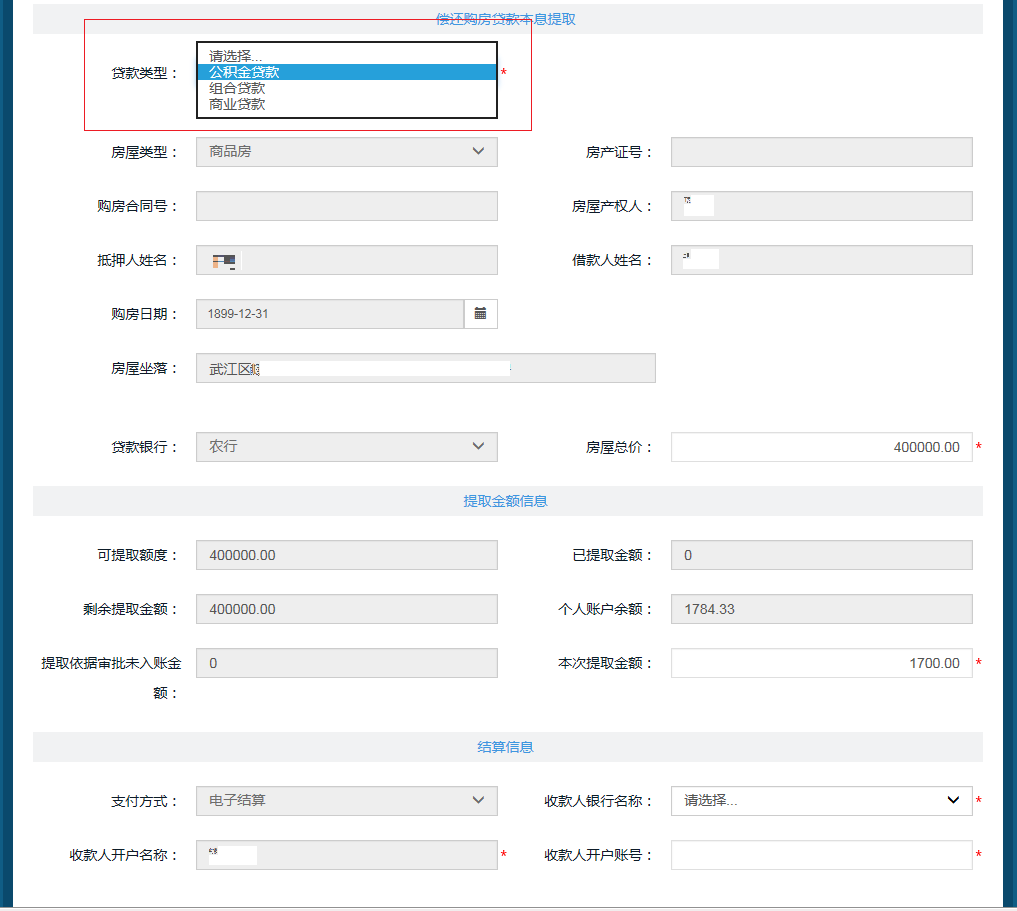 偿还购房贷款本息提取
请选择...
贷款类型：
公积金贷款
*
组合贷款
商业贷款
房屋类型：
商品房
房产证号：
购房合同号：
房屋产权人：
抵押人姓名：
借款人姓名：
购房日期：
1899-12-31
房屋坐落：
武江区
贷款银行：
农行
房屋总价：
400000.00
*
提取金额信息
可提取额度：
400000.00
已提取金额：
0
剩余提取金额：
400000.00
个人账户余额：
1784.33
提取依据审批未入账金
额：
0
本次提取金额：
1700.00
*
结算信息
支付方式：
电子结算
收款人银行名称：
请选择...
*
收款人开户名称：
*
收款人开户账号：
*